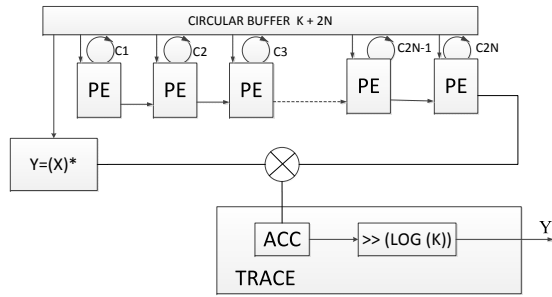 CIRCULAR BUFFER K + 2N
C1 C2 C3 C2N-1 C2N
PE PE PE PE PE
Y=(X)*
ACC >> (LOG (K)) Y
TRACE